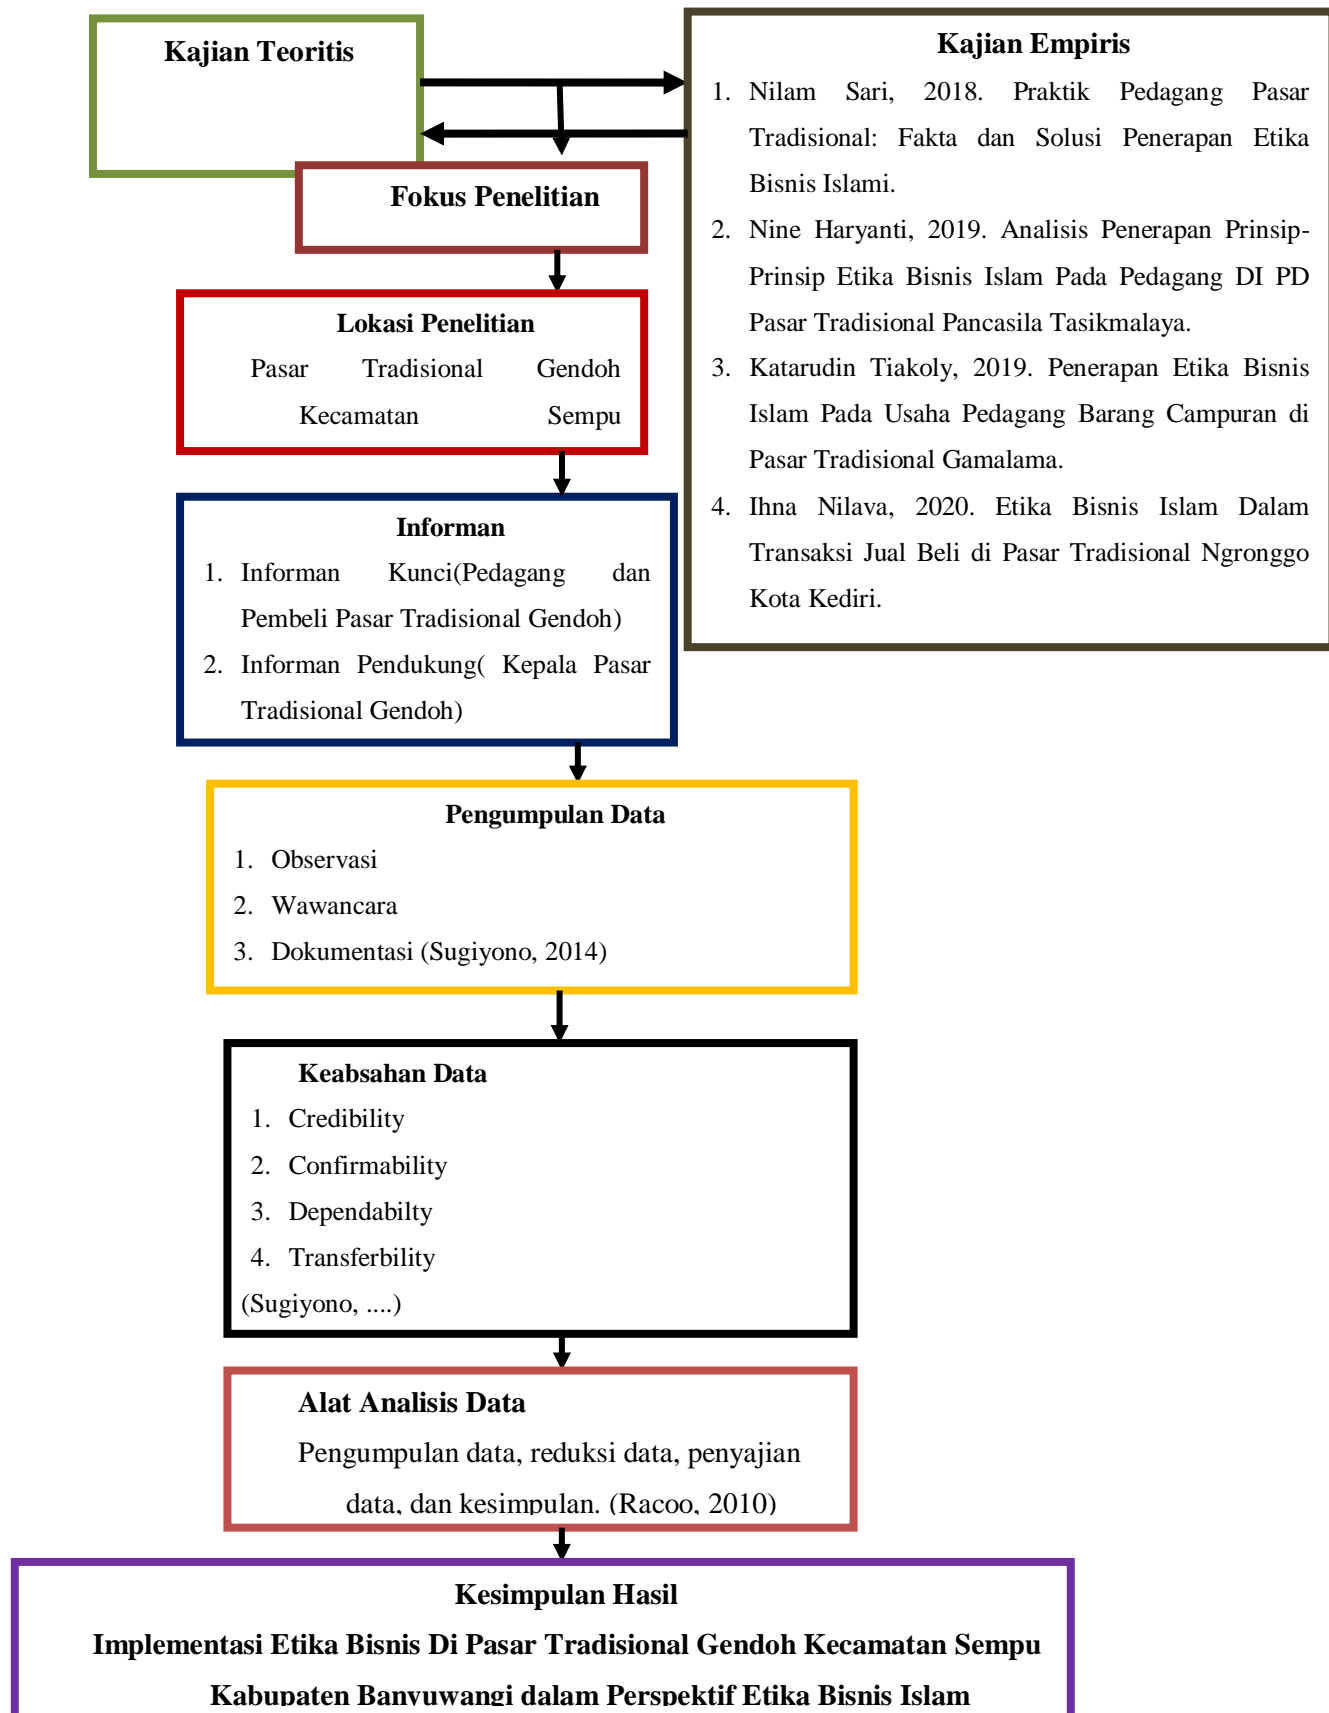 Kajian Teoritis
Kajian Empiris
1. Nilam Sari, 2018. Praktik Pedagang Pasar
Tradisional: Fakta dan Solusi Penerapan Etika
Bisnis Islami.
2. Nine Haryanti, 2019. Analisis Penerapan Prinsip-
Prinsip Etika Bisnis Islam Pada Pedagang DI PD
Pasar Tradisional Pancasila Tasikmalaya.
3. Katarudin Tiakoly, 2019. Penerapan Etika Bisnis
Islam Pada Usaha Pedagang Barang Campuran di
Pasar Tradisional Gamalama.
4. Ihna Nilava, 2020. Etika Bisnis Islam Dalam
Transaksi Jual Beli di Pasar Tradisional Ngronggo
Kota Kediri.
Fokus Penelitian
Lokasi Penelitian
Pasar Tradisional Gendoh
Kecamatan Sempu
Informan
1. Informan Kunci(Pedagang dan
Pembeli Pasar Tradisional Gendoh)
2. Informan Pendukung( Kepala Pasar
Tradisional Gendoh)
Pengumpulan Data
1. Observasi
2. Wawancara
3. Dokumentasi (Sugiyono, 2014)
Keabsahan Data
1. Credibility
2. Confirmability
3. Dependabilty
4. Transferbility
(Sugiyono, ....)
Alat Analisis Data
Pengumpulan data, reduksi data, penyajian
data, dan kesimpulan. (Racoo, 2010)
Kesimpulan Hasil
Implementasi Etika Bisnis Di Pasar Tradisional Gendoh Kecamatan Sempu
Kabupaten Banyuwangi dalam Perspektif Etika Bisnis Islam